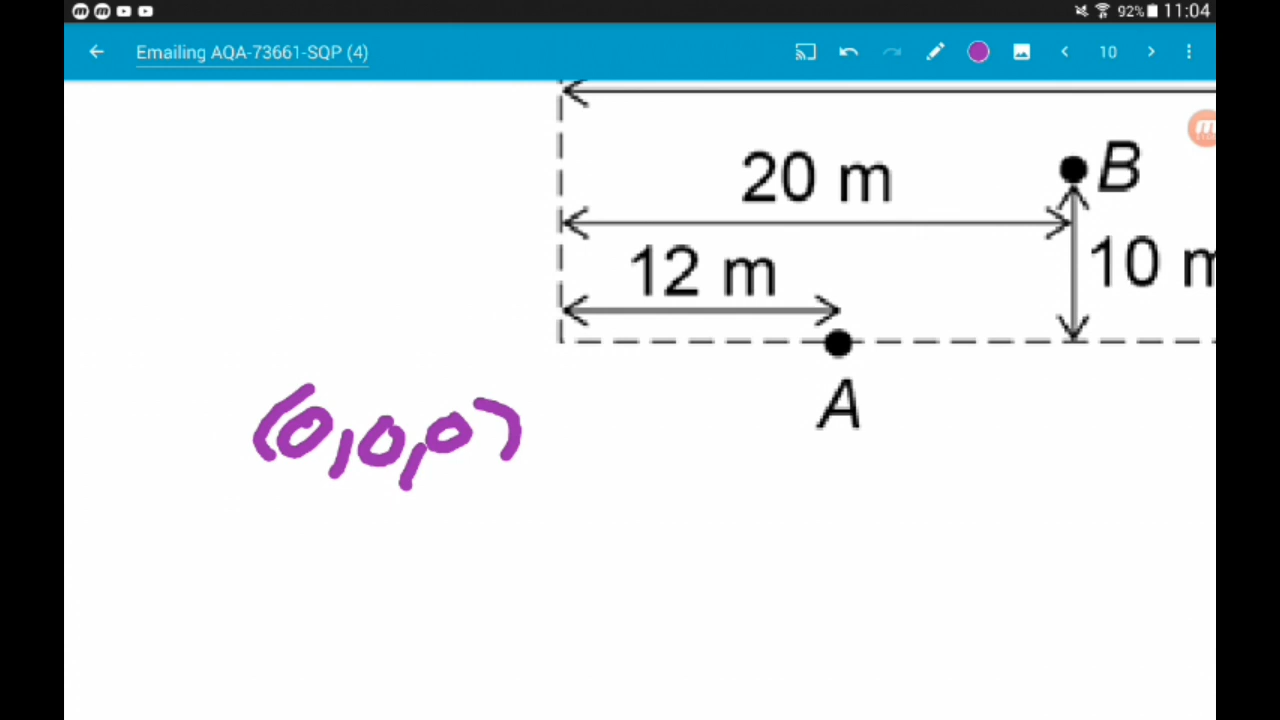 92% 11:04
Emailing AQA-73661-SQP (4) 10
20 m B
12 m 10 m
A
(0,0,0)